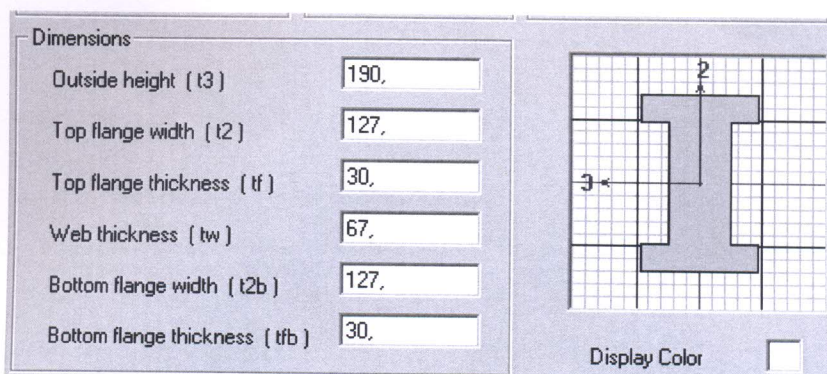 Dimensions
Outside height ( t3 ) 190,
Top flange width ( t2 ) 127,
Top flange thickness ( tf ) 30,
Web thickness ( tw ) 67,
Bottom flange width ( t2b ) 127,
Bottom flange thickness ( tfb ) 30,
2
3
Display Color